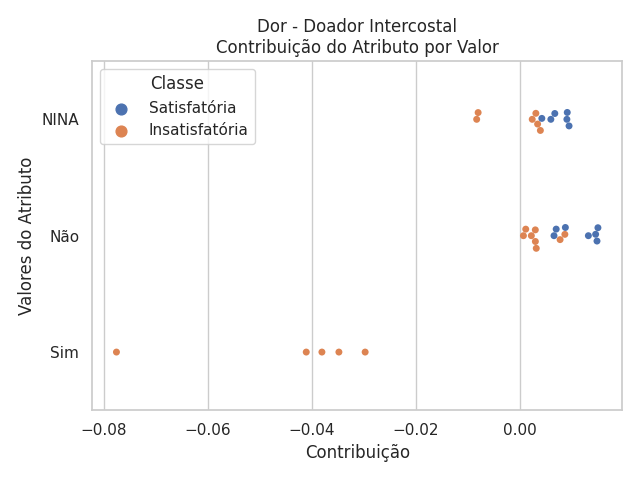 Dor - Doador Intercostal
Contribuição do Atributo por Valor
Classe
Satisfatória
Insatisfatória
Valores do Atributo
NINA
Não
Sim
−0.08 −0.06 −0.04 −0.02 0.00
Contribuição